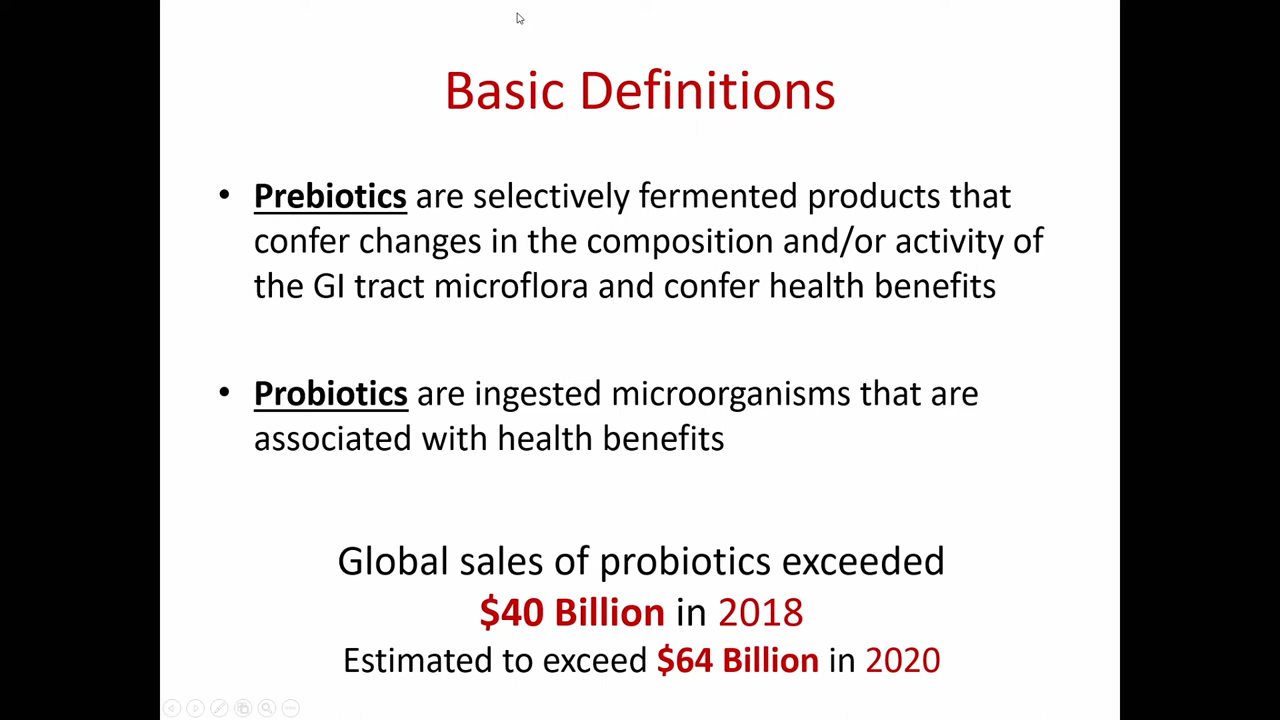 Basic Definitions
• Prebiotics are selectively fermented products that
confer changes in the composition and/or activity of
the GI tract microflora and confer health benefits
• Probiotics are ingested microorganisms that are
associated with health benefits
Global sales of probiotics exceeded
$40 Billion in 2018
Estimated to exceed $64 Billion in 2020